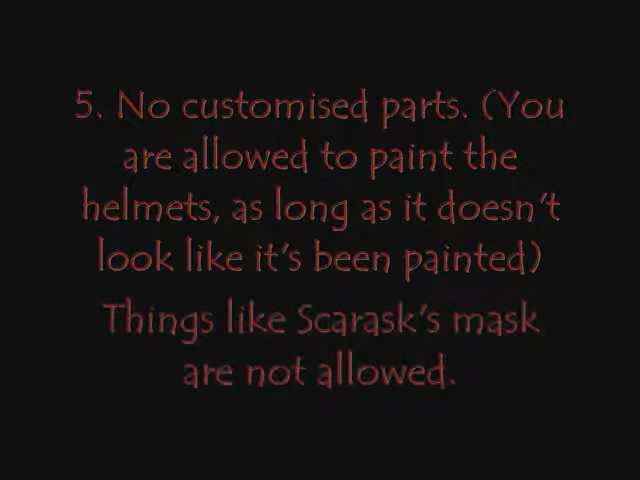 5. No customised parts. (You
are allowed to paint the
helmets, as long as it doesn't
look like it's been painted)
Things like Scarask's mask
are not allowed.